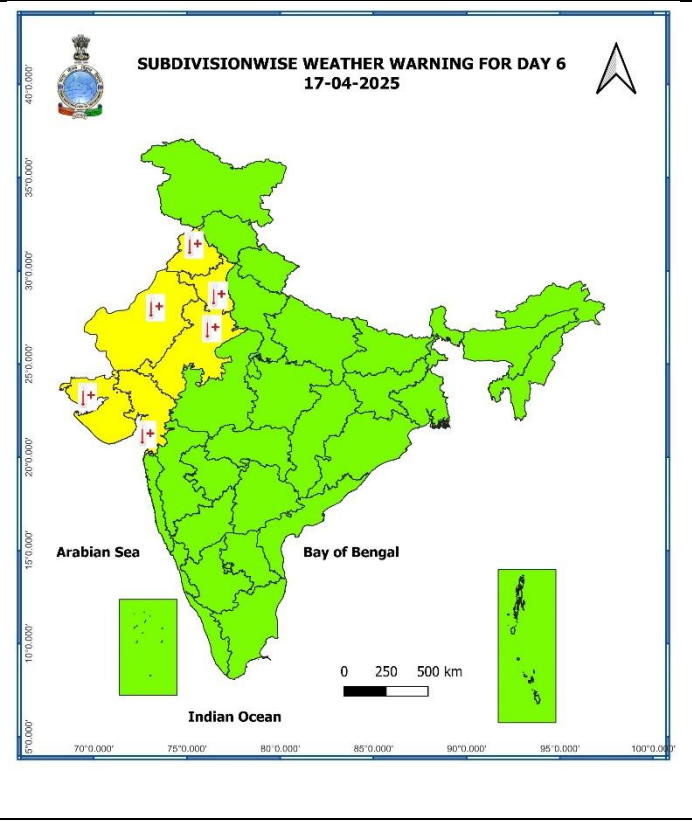 SUBDIVISIONWISE WEATHER WARNING FOR DAY 6
17-04-2025
40°0.000'
35°0.000'
30°0.000'
25°0.000'
20°0.000'
15°0.000'
10°0.000'
5°0.000'
Arabian Sea
Bay of Bengal
0 250 500 km
Indian Ocean
70°0.000' 75°0.000' 80°0.000' 85°0.000' 90°0.000' 95°0.000' 100°0.000'